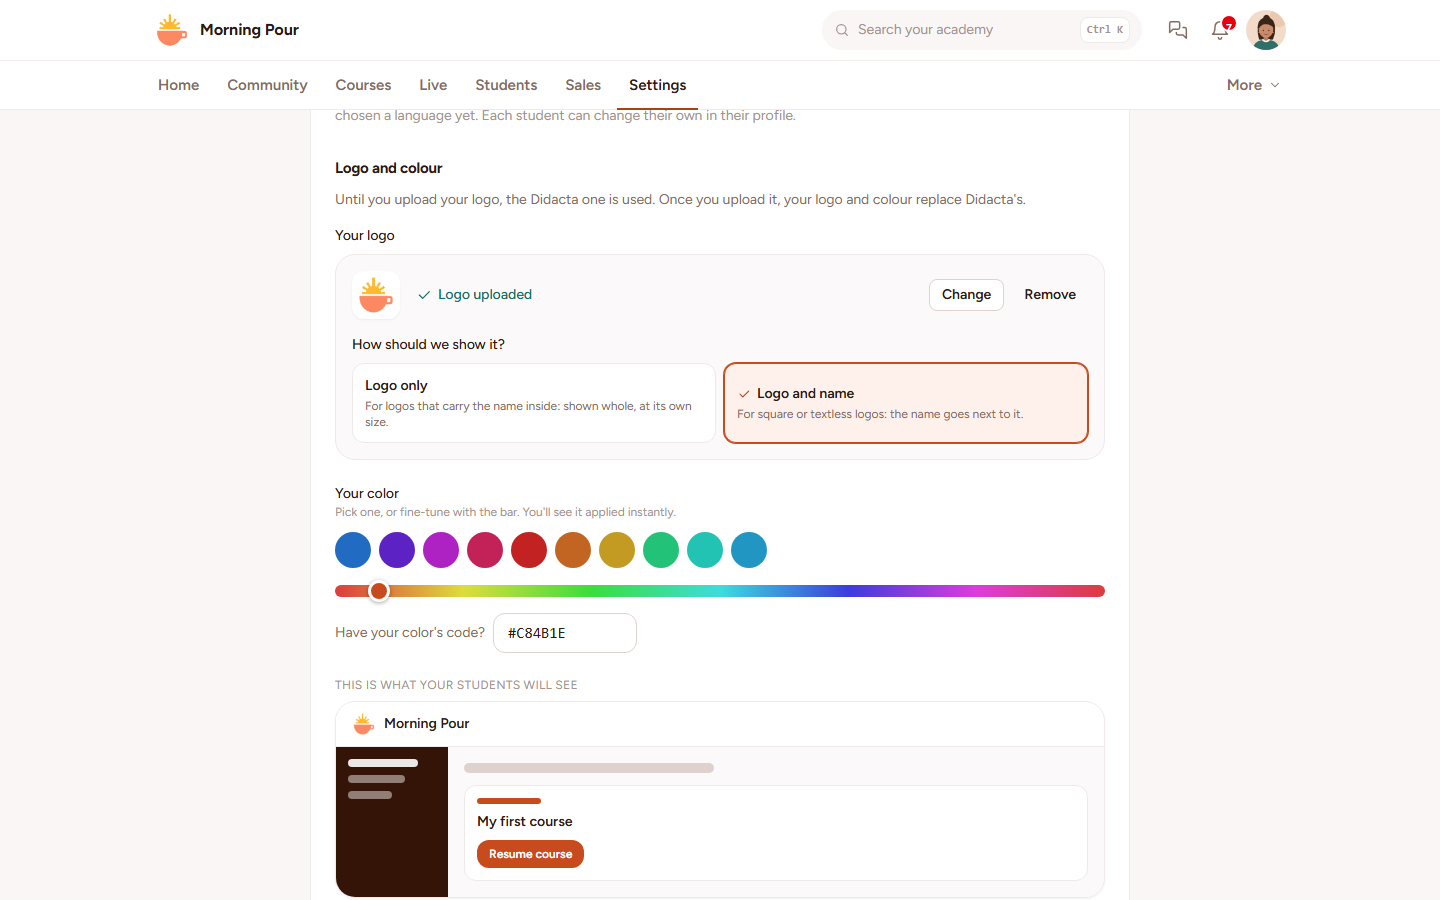 Morning Pour
Search your academy
Ctrl K
7
Home
Community
Courses
Live
Students
Sales
Settings
More
chosen a language yet. Each student can change their own in their profile.
Logo and colour
Until you upload your logo, the Didacta one is used. Once you upload it, your logo and colour replace Didacta's.
Your logo
Logo uploaded
Change
Remove
How should we show it?
Logo only
For logos that carry the name inside: shown whole, at its own
size.
Logo and name
For square or textless logos: the name goes next to it.
Your color
Pick one, or fine-tune with the bar. You'll see it applied instantly.
Have your color's code?
#C84B1E
THIS IS WHAT YOUR STUDENTS WILL SEE
Morning Pour
My first course
Resume course